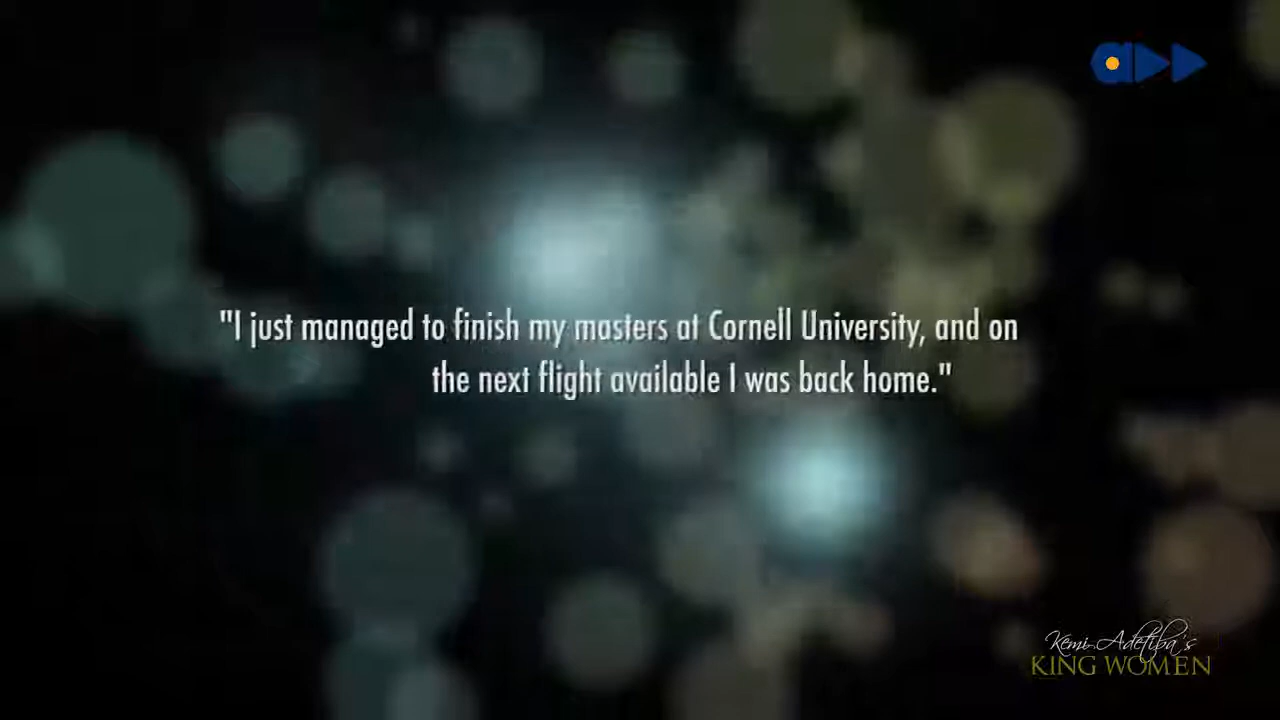 "I just managed to finish my masters at Cornell University, and on
the next flight available I was back home."
Kemi Adetiba's
KING WOMEN